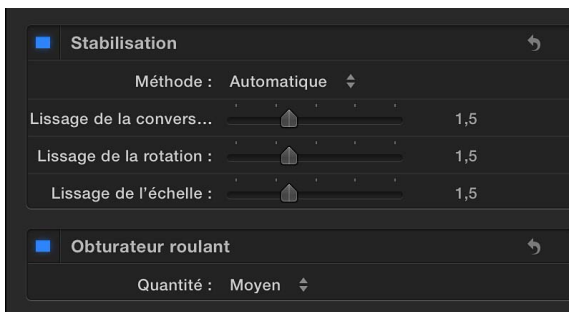 Stabilisation
Méthode : Automatique
Lissage de la convers... 1,5
Lissage de la rotation : 1,5
Lissage de l'échelle : 1,5
Obturateur roulant
Quantité : Moyen